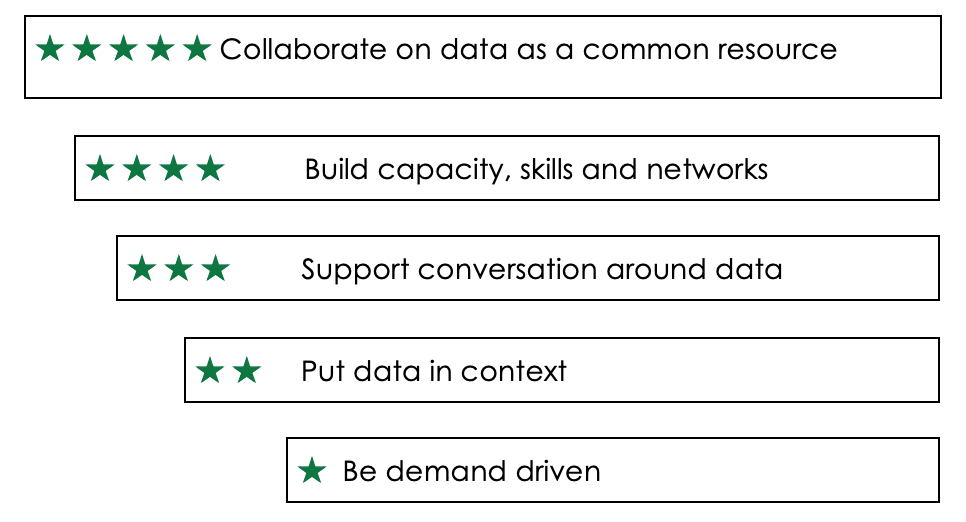 ★★★★★ Collaborate on data as a common resource
★★★★ Build capacity, skills and networks
★★★ Support conversation around data
★★ Put data in context
★ Be demand driven